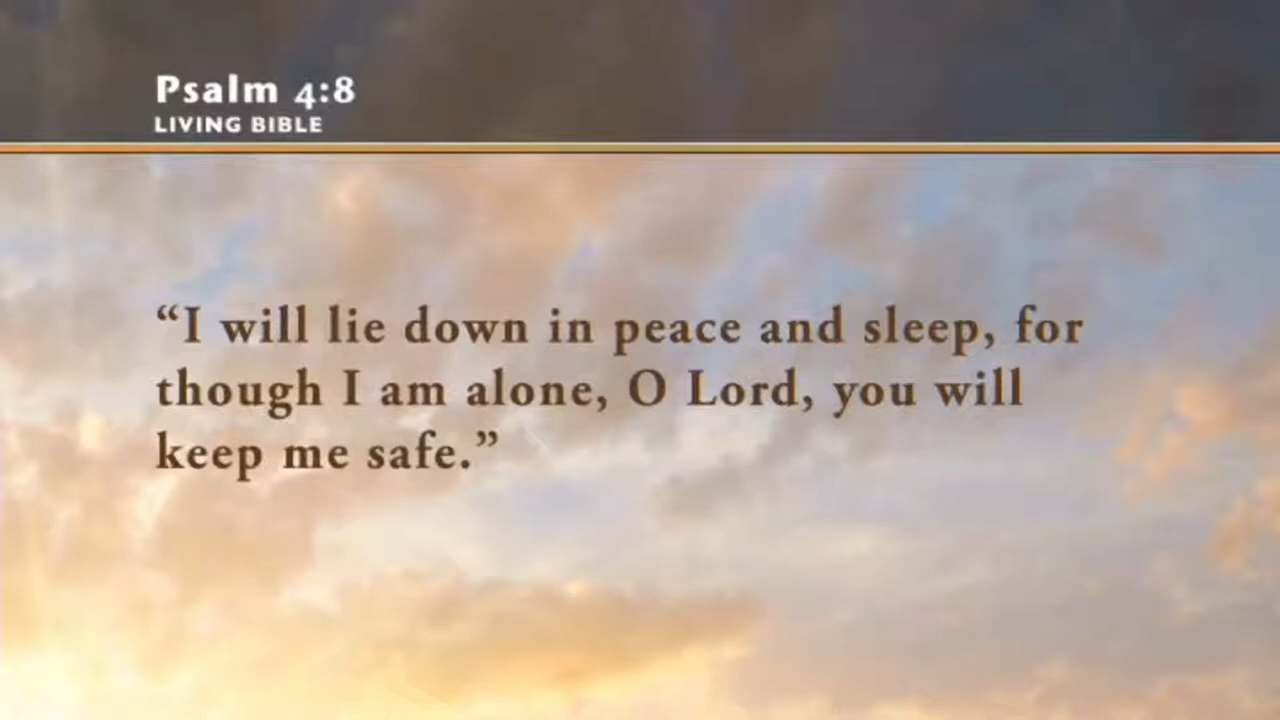 Psalm 4:8
LIVING BIBLE
“I will lie down in peace and sleep, for
though I am alone, O Lord, you will
keep me safe.”